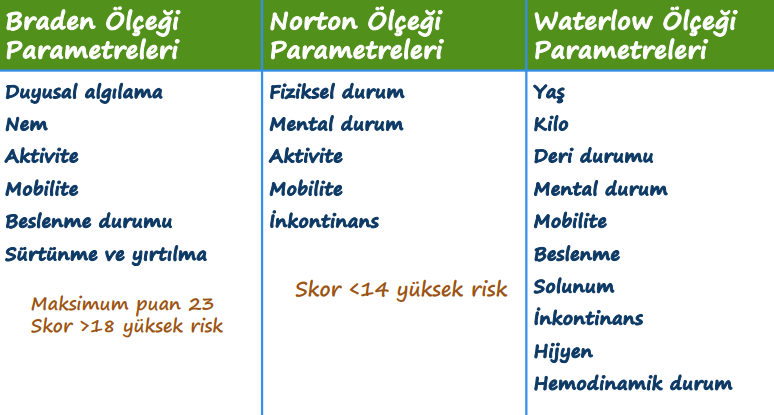 Braden Ölçeği
Parametreleri
Duyusal algılama
Nem
Aktivite
Mobilite
Beslenme durumu
Sürtünme ve yırtılma
Maksimum puan 23
Skor >18 yüksek risk
Norton Ölçeği
Parametreleri
Fiziksel durum
Mental durum
Aktivite
Mobilite
İnkontinans
Skor <14 yüksek risk
Waterlow Ölçeği
Parametreleri
Yaş
Kilo
Deri durumu
Mental durum
Mobilite
Beslenme
Solunum
İnkontinans
Hijyen
Hemodinamik durum